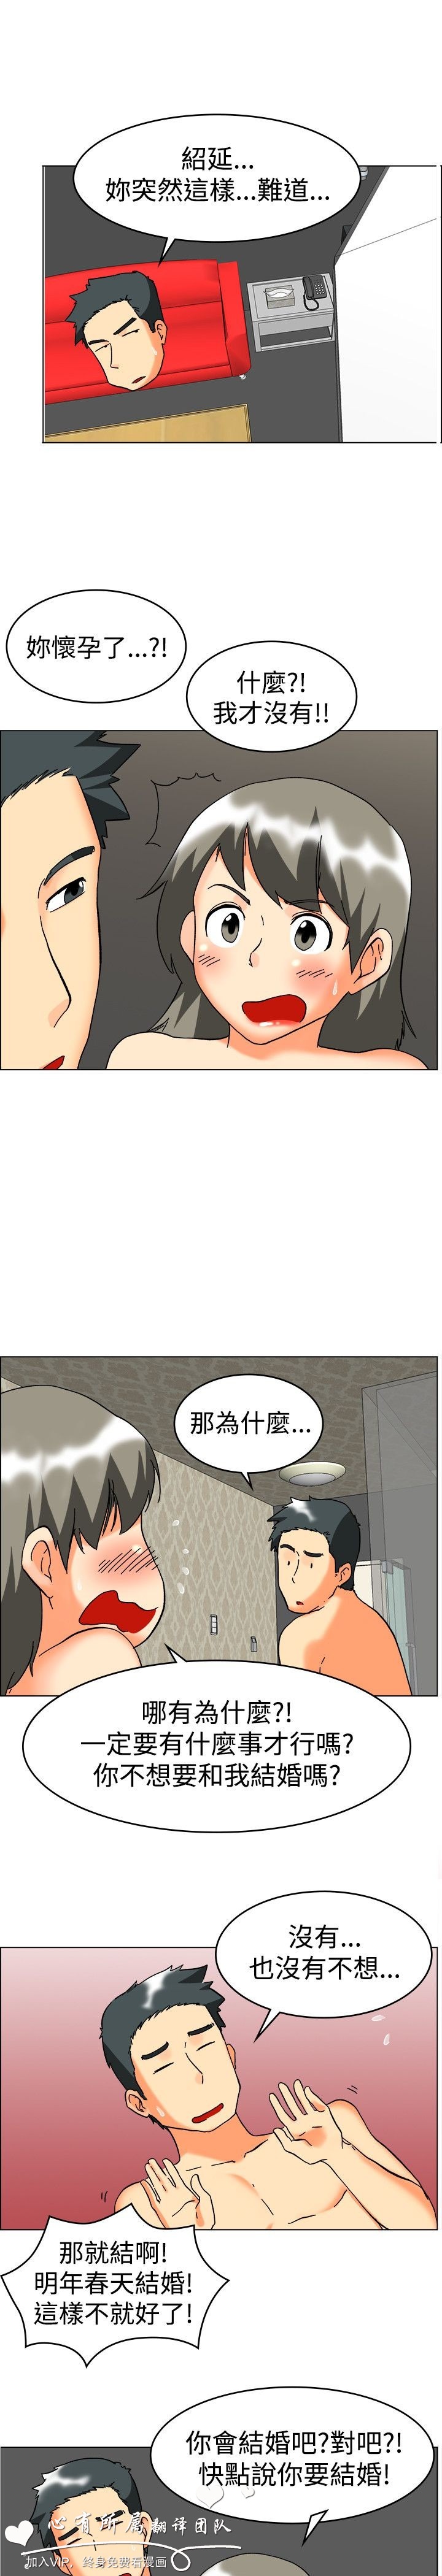 紹延...
妳突然這樣...難道...
妳懷孕了...?!
什麼?!
我才沒有!!
那為什麼...
哪有為什麼?!
一定要有什麼事才行嗎?
你不想要和我結婚嗎?
沒有...
也沒有不想...
那就結啊!
明年春天結婚!
這樣不就好了!
你會結婚吧?對吧?!
快點說你要結婚!
心有所属翻译团队
加入VIP，终身免费看漫画